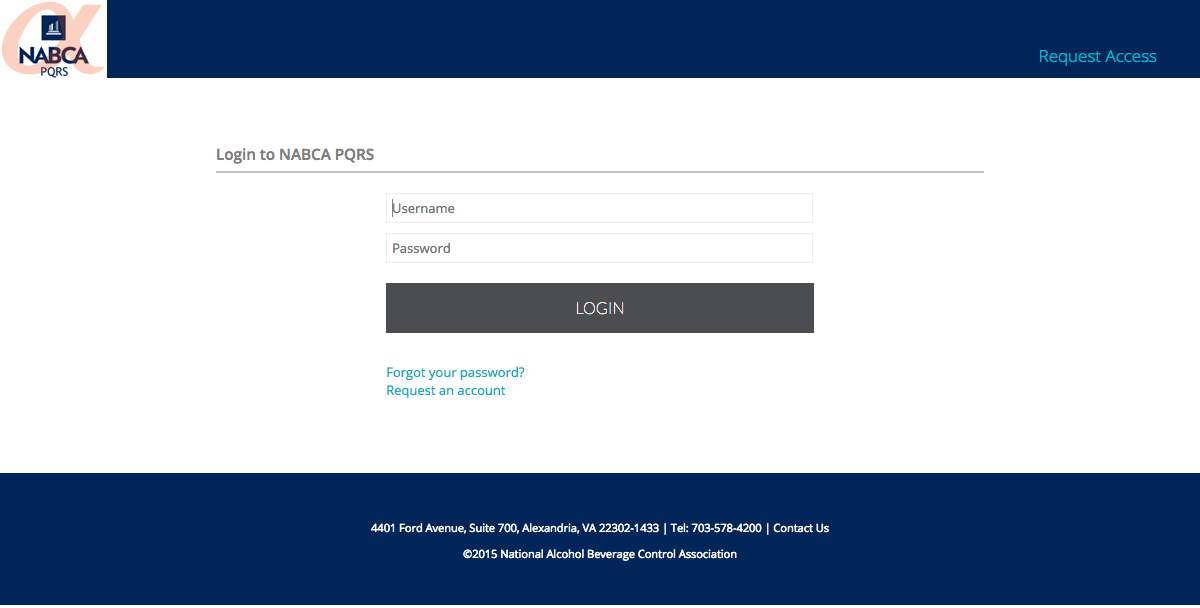 NABCA
PQRS
Request Access
Login to NABCA PQRS
Username
Password
LOGIN
Forgot your password?
Request an account
4401 Ford Avenue, Suite 700, Alexandria, VA 22302-1433 | Tel: 703-578-4200 | Contact Us
©2015 National Alcohol Beverage Control Association